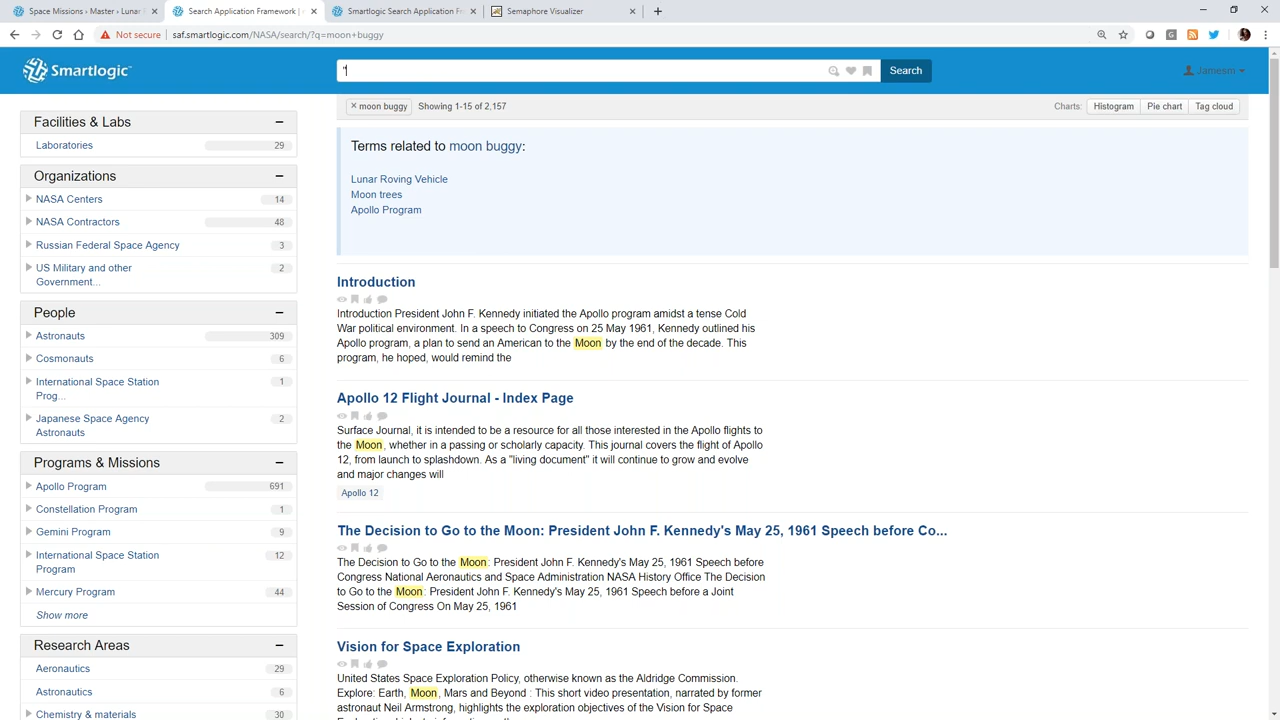 Space Missions › Master › Lunar
Search Application Framework |
Smartlogic Search Application F
Semaphore Visualizer
Not secure
saf.smartlogic.com/NASA/search/?q=moon+buggy
Smartlogic
"
Search
Jamesm
× moon buggy
Showing 1-15 of 2,157
Charts:
Histogram
Pie chart
Tag cloud
Facilities & Labs
Laboratories 29
Organizations
NASA Centers 14
NASA Contractors 48
Russian Federal Space Agency 3
US Military and other 2
Government...
People
Astronauts 309
Cosmonauts 6
International Space Station 1
Prog...
Japanese Space Agency 2
Astronauts
Programs & Missions
Apollo Program 691
Constellation Program 1
Gemini Program 9
International Space Station 12
Program
Mercury Program 44
Show more
Research Areas
Aeronautics 29
Astronautics 6
Chemistry & materials 30
Terms related to moon buggy:
Lunar Roving Vehicle
Moon trees
Apollo Program
Introduction
Introduction President John F. Kennedy initiated the Apollo program amidst a tense Cold
War political environment. In a speech to Congress on 25 May 1961, Kennedy outlined his
Apollo program, a plan to send an American to the Moon by the end of the decade. This
program, he hoped, would remind the
Apollo 12 Flight Journal - Index Page
Surface Journal, it is intended to be a resource for all those interested in the Apollo flights to
the Moon, whether in a passing or scholarly capacity. This journal covers the flight of Apollo
12, from launch to splashdown. As a "living document" it will continue to grow and evolve
and major changes will
Apollo 12
The Decision to Go to the Moon: President John F. Kennedy's May 25, 1961 Speech before Co...
The Decision to Go to the Moon: President John F. Kennedy's May 25, 1961 Speech before
Congress National Aeronautics and Space Administration NASA History Office The Decision
to Go to the Moon: President John F. Kennedy's May 25, 1961 Speech before a Joint
Session of Congress On May 25, 1961
Vision for Space Exploration
United States Space Exploration Policy, otherwise known as the Aldridge Commission.
Explore: Earth, Moon, Mars and Beyond : This short video presentation, narrated by former
astronaut Neil Armstrong, highlights the exploration objectives of the Vision for Space